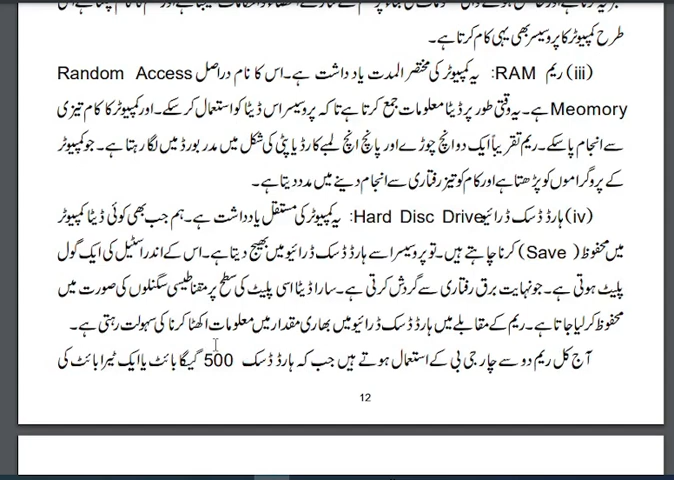 طرح کمپیوٹر کا پروسیسر بھی یہی کام کرتا ہے۔
(iii) ریم RAM: یہ کمپیوٹر کی مختصر المدت یادداشت ہے۔ اس کا نام دراصل Random Access
Meomory ہے۔ یہ وقتی طور پر ڈیٹا معلومات جمع کرتا ہے تا کہ پروسیسر اس ڈیٹا کو استعمال کر سکے۔ اور کمپیوٹر کا کام تیزی
سے انجام پا سکے۔ ریم تقریباً ایک دو انچ چوڑے اور پانچ انچ لمبے کارڈ یا پٹی کی شکل میں مدر بورڈ میں لگا رہتا ہے۔ جو کمپیوٹر
کے پروگراموں کو پڑھتا ہے اور کام کو تیز رفتاری سے انجام دینے میں مدد دیتا ہے۔
(iv) ہارڈ ڈسک ڈرائیو Hard Disc Drive: یہ کمپیوٹر کی مستقل یادداشت ہے۔ ہم جب بھی کوئی ڈیٹا کمپیوٹر
میں محفوظ ( Save) کرنا چاہتے ہیں۔ تو پروسیسر اسے ہارڈ ڈسک ڈرائیو میں بھیج دیتا ہے۔ اس کے اندر اسٹیل کی ایک گول
پلیٹ ہوتی ہے۔ جو نہایت برق رفتاری سے گردش کرتی ہے۔ سارا ڈیٹا اسی پلیٹ کی سطح پر مقناطیسی سگنلوں کی صورت میں
محفوظ کر لیا جاتا ہے۔ ریم کے مقابلے میں ہارڈ ڈسک ڈرائیو میں بھاری مقدار میں معلومات اکھٹا کرنا کی سہولت رہتی ہے۔
آج کل ریم دو سے چار جی بی کے استعمال ہوتے ہیں جب کہ ہارڈ ڈسک 500 گیگا بائٹ یا ایک ٹیرا بائٹ کی
12